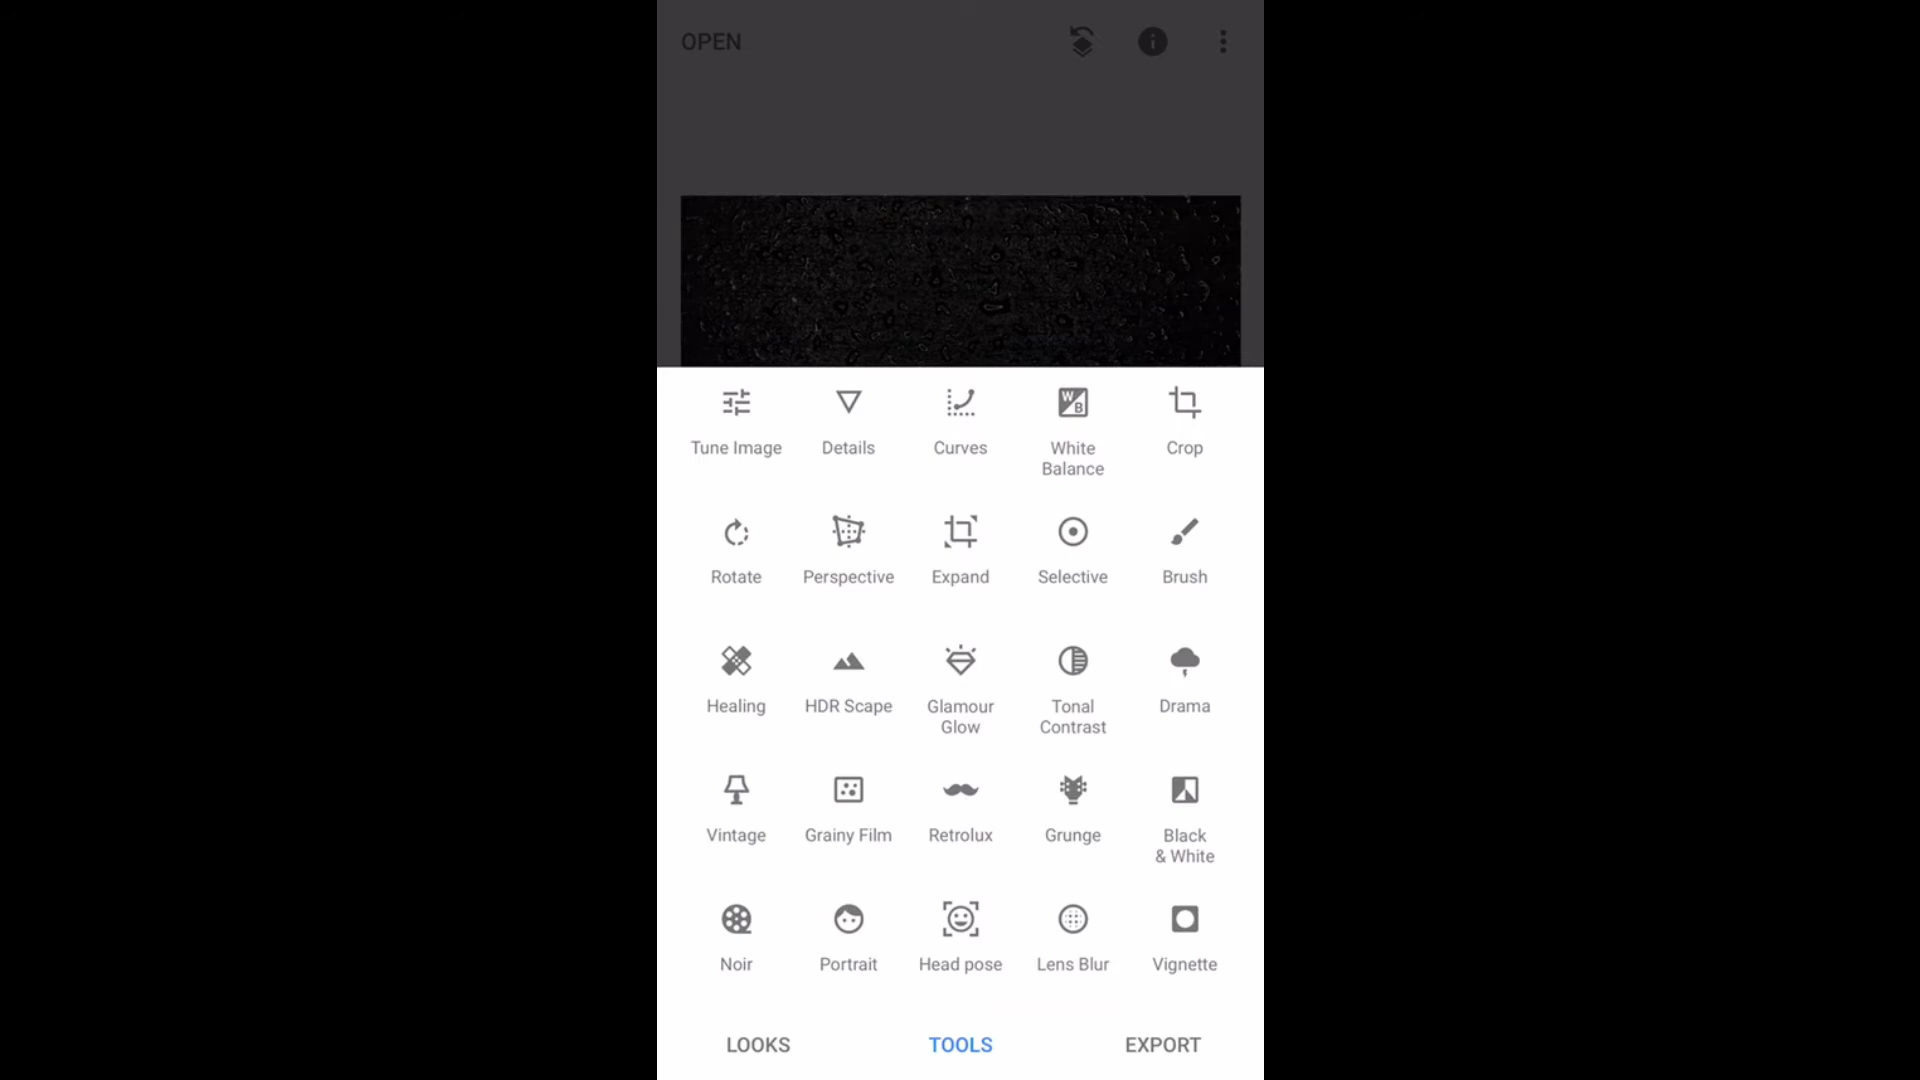 OPEN
Tune Image
Details
Curves
White
Balance
Crop
Rotate
Perspective
Expand
Selective
Brush
Healing
HDR Scape
Glamour
Glow
Tonal
Contrast
Drama
Vintage
Grainy Film
Retrolux
Grunge
Black
& White
Noir
Portrait
Head pose
Lens Blur
Vignette
LOOKS
TOOLS
EXPORT